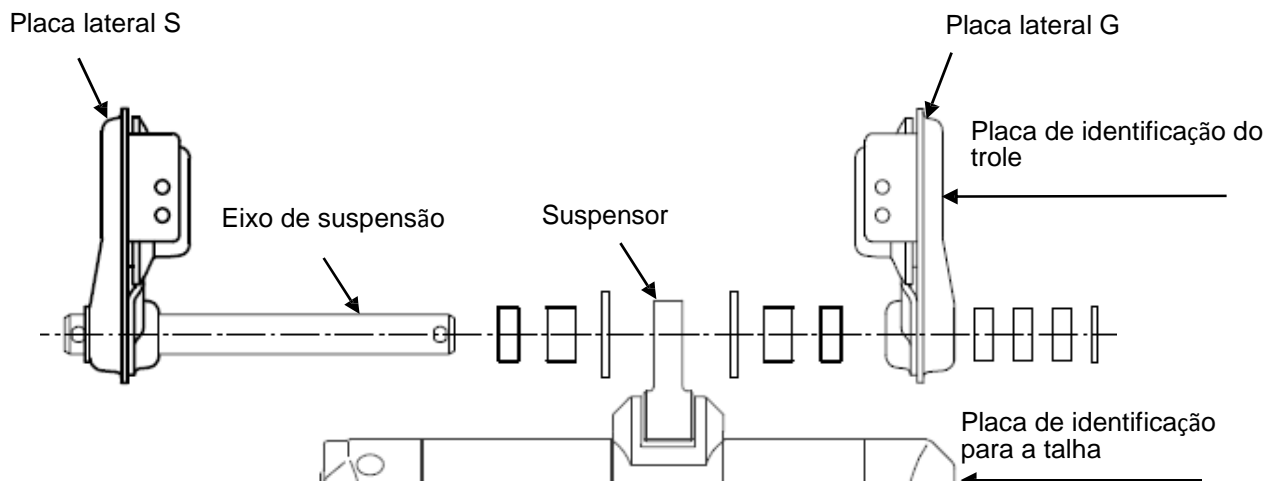 Placa lateral S
Placa lateral G
Placa de identificação do
trole
Eixo de suspensão
Suspensor
Placa de identificação
para a talha